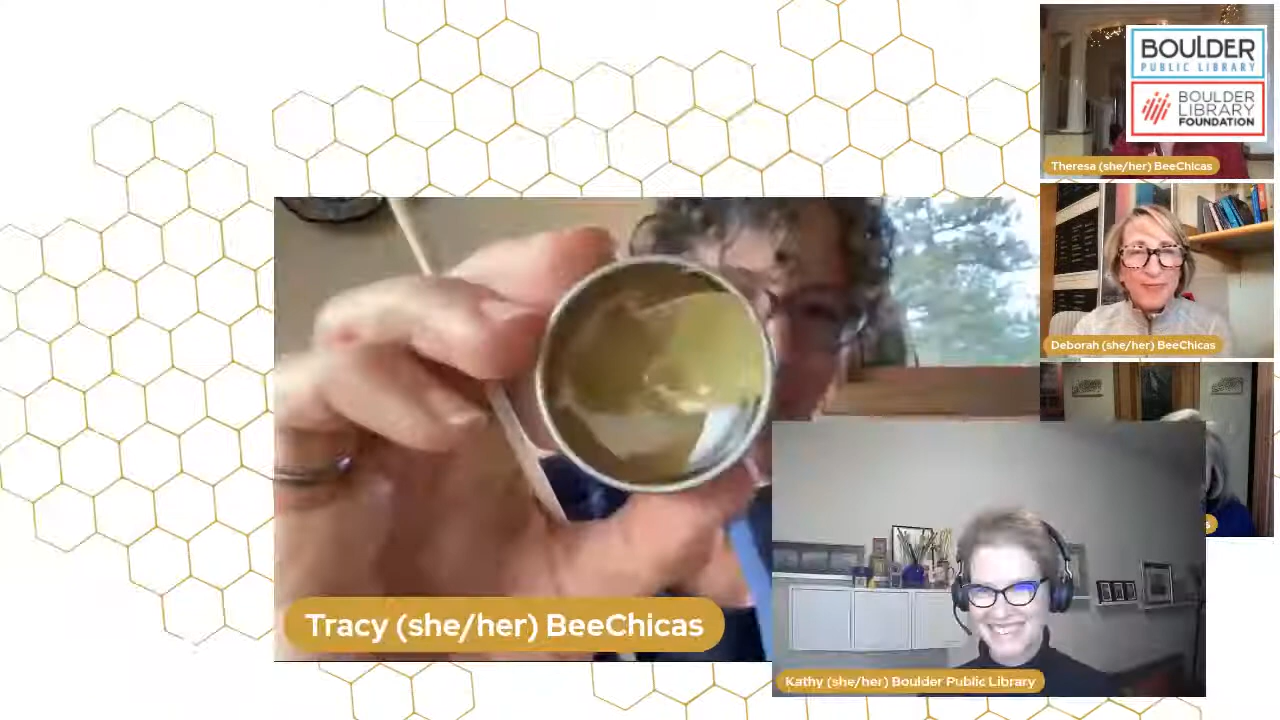 BOULDER
PUBLIC LIBRARY
BOULDER
LIBRARY
FOUNDATION
Theresa (she/her) BeeChicas
Deborah (she/her) BeeChicas
Tracy (she/her) BeeChicas
Kathy (she/her) Boulder Public Library